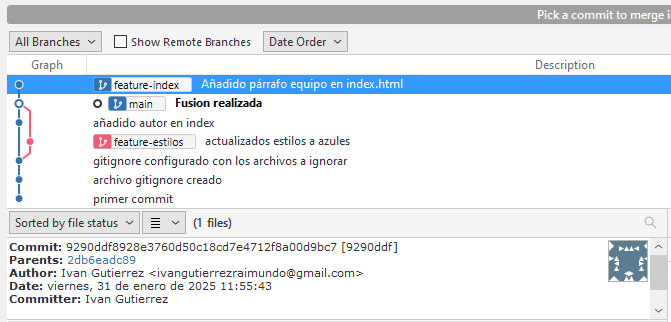 Pick a commit to merge i
All Branches Show Remote Branches Date Order
Graph Description
feature-index Añadido párrafo equipo en index.html
main Fusion realizada
añadido autor en index
feature-estilos actualizados estilos a azules
gitignore configurado con los archivos a ignorar
archivo gitignore creado
primer commit
Sorted by file status (1 files)
Commit: 9290ddf8928e3760d50c18cd7e4712f8a00d9bc7 [9290ddf]
Parents: 2db6eadc89
Author: Ivan Gutierrez <ivangutierrezraimundo@gmail.com>
Date: viernes, 31 de enero de 2025 11:55:43
Committer: Ivan Gutierrez